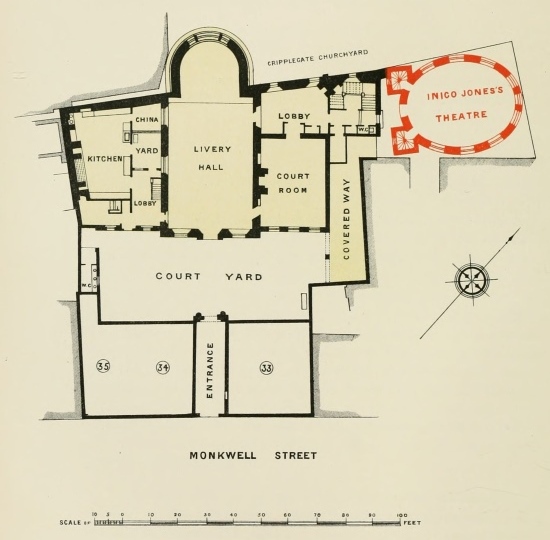 CRIPPLEGATE CHURCHYARD
INIGO JONES'S
THEATRE
CHINA
LOBBY
W.C.
YARD
LIVERY
HALL
KITCHEN
COURT
ROOM
LOBBY
COVERED WAY
COURT YARD
W.C.
35
34
ENTRANCE
33
MONKWELL STREET
SCALE OF 10 5 0 10 20 30 40 50 60 70 80 90 100 FEET